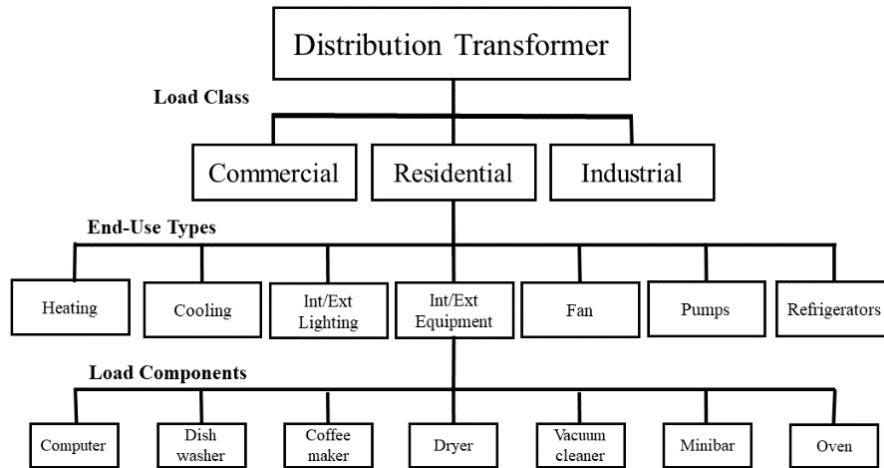 Distribution Transformer
Load Class
Commercial
Residential
Industrial
End-Use Types
Heating
Cooling
Int/Ext
Lighting
Int/Ext
Equipment
Fan
Pumps
Refrigerators
Load Components
Computer
Dish
washer
Coffee
maker
Dryer
Vacuum
cleaner
Minibar
Oven